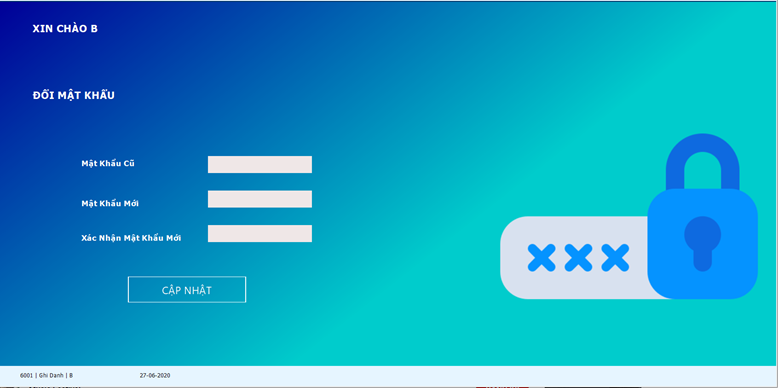 XIN CHÀO B
ĐỔI MẬT KHẨU
Mật Khẩu Cũ
Mật Khẩu Mới
Xác Nhận Mật Khẩu Mới
CẬP NHẬT
6001 | Ghi Danh | B 27-06-2020